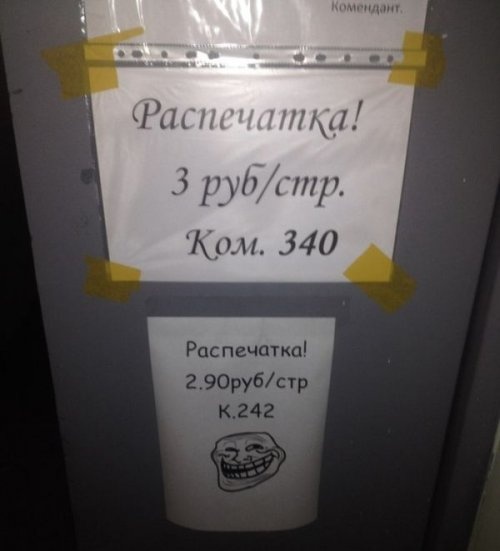 Комендант.
Распечатка!
3 руб/стр.
Ком. 340
Распечатка!
2.90руб/стр
К.242